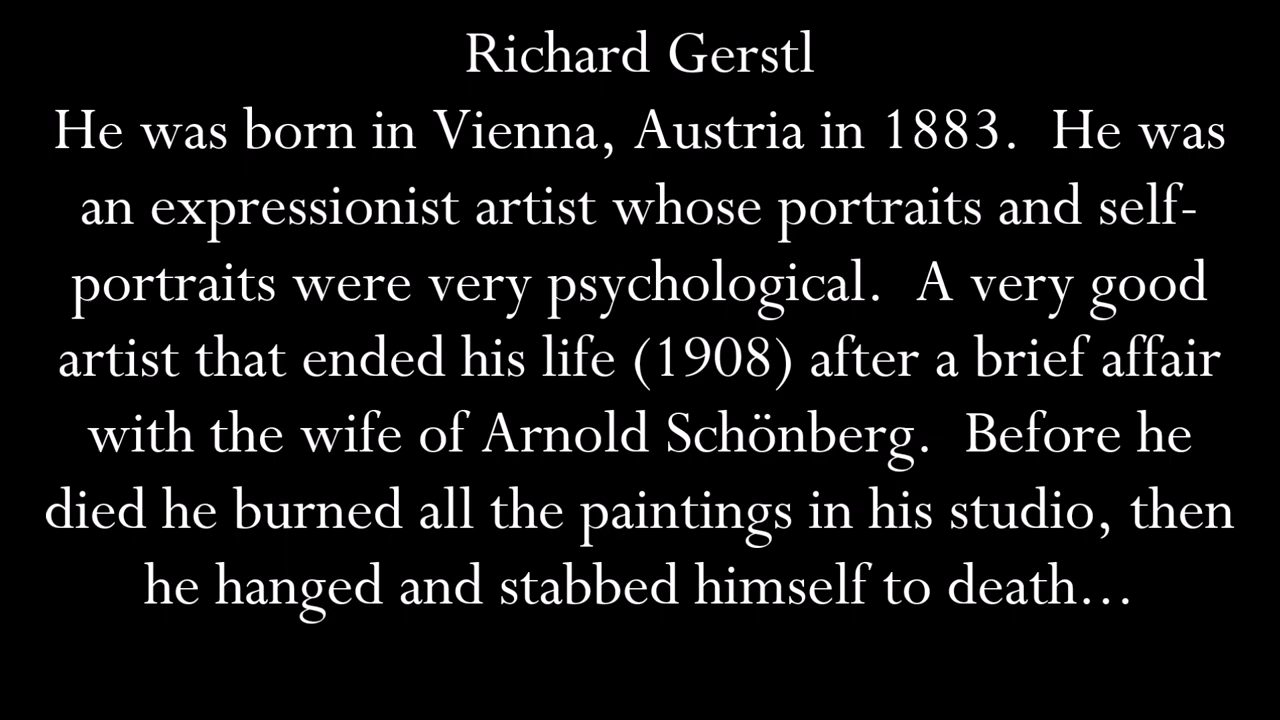 Richard Gerstl
He was born in Vienna, Austria in 1883.  He was
an expressionist artist whose portraits and self-
portraits were very psychological.  A very good
artist that ended his life (1908) after a brief affair
with the wife of Arnold Schönberg.  Before he
died he burned all the paintings in his studio, then
he hanged and stabbed himself to death...